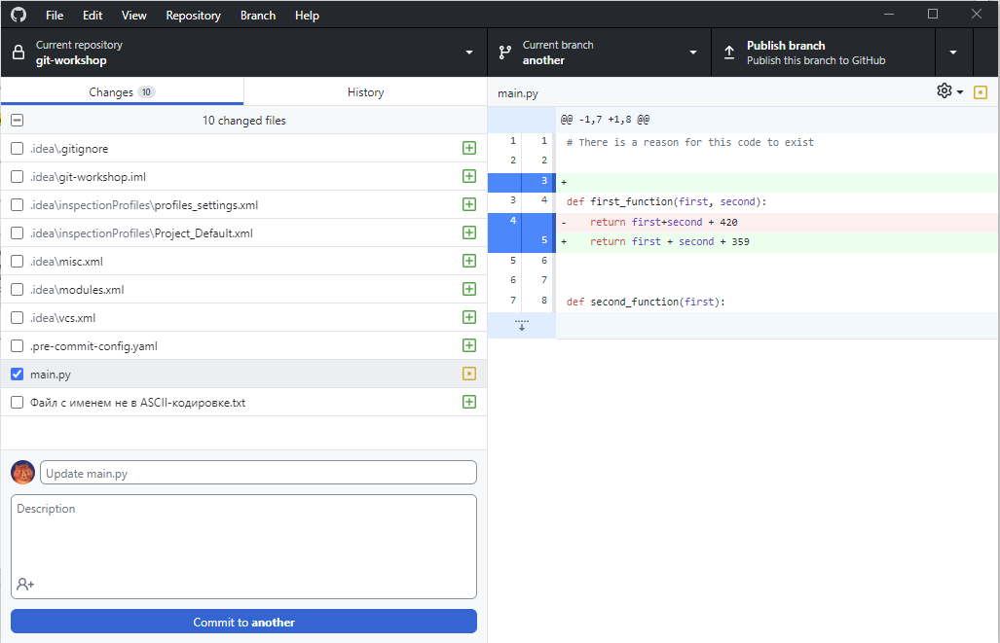 File Edit View Repository Branch Help
Current repository
git-workshop
Current branch
another
Publish branch
Publish this branch to GitHub
Changes 10
History
10 changed files
.idea\.gitignore
.idea\git-workshop.iml
.idea\inspectionProfiles\profiles_settings.xml
.idea\inspectionProfiles\Project_Default.xml
.idea\misc.xml
.idea\modules.xml
.idea\vcs.xml
.pre-commit-config.yaml
main.py
Файл с именем не в ASCII-кодировке.txt
Update main.py
Description
Commit to another
main.py
@@ -1,7 +1,8 @@
1 1 # There is a reason for this code to exist
2 2
3 +
3 4 def first_function(first, second):
4 - return first+second + 420
5 + return first + second + 359
5 6
6 7
7 8 def second_function(first):